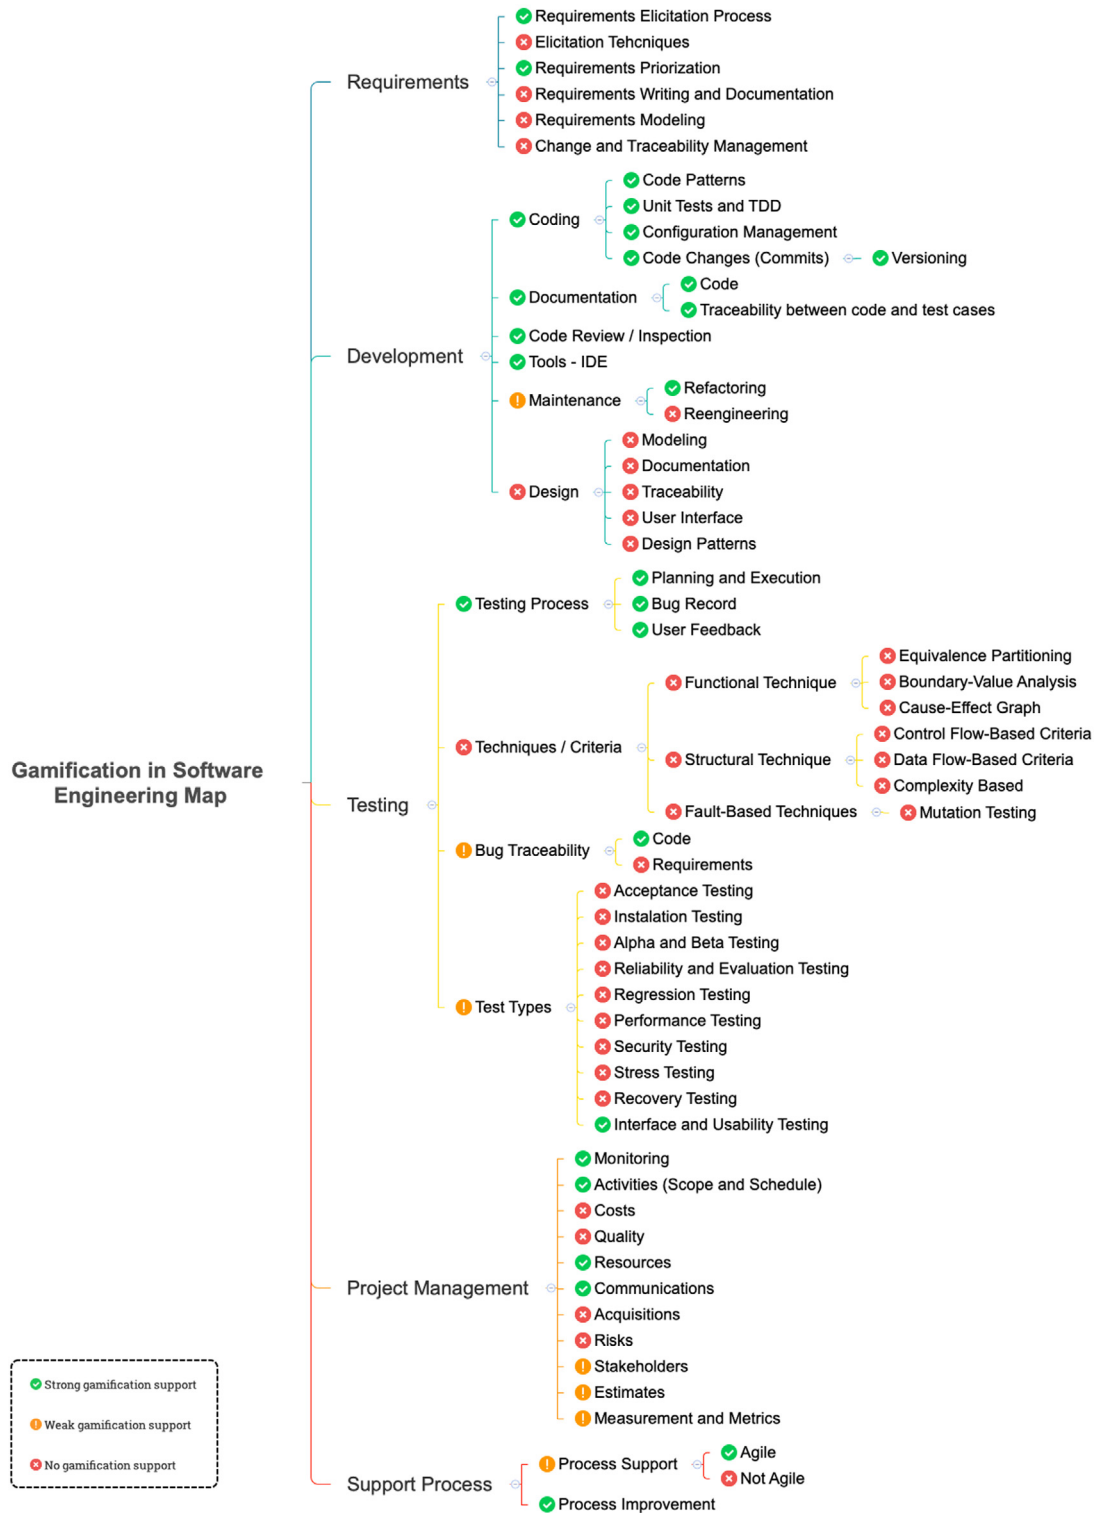 Gamification in Software
Engineering Map
Requirements
Requirements Elicitation Process
Elicitation Tehcniques
Requirements Priorization
Requirements Writing and Documentation
Requirements Modeling
Change and Traceability Management
Development
Coding
Code Patterns
Unit Tests and TDD
Configuration Management
Code Changes (Commits)
Versioning
Documentation
Code
Traceability between code and test cases
Code Review / Inspection
Tools - IDE
Maintenance
Refactoring
Reengineering
Design
Modeling
Documentation
Traceability
User Interface
Design Patterns
Testing
Testing Process
Planning and Execution
Bug Record
User Feedback
Techniques / Criteria
Functional Technique
Equivalence Partitioning
Boundary-Value Analysis
Cause-Effect Graph
Structural Technique
Control Flow-Based Criteria
Data Flow-Based Criteria
Complexity Based
Fault-Based Techniques
Mutation Testing
Bug Traceability
Code
Requirements
Test Types
Acceptance Testing
Instalation Testing
Alpha and Beta Testing
Reliability and Evaluation Testing
Regression Testing
Performance Testing
Security Testing
Stress Testing
Recovery Testing
Interface and Usability Testing
Project Management
Monitoring
Activities (Scope and Schedule)
Costs
Quality
Resources
Communications
Acquisitions
Risks
Stakeholders
Estimates
Measurement and Metrics
Support Process
Process Support
Agile
Not Agile
Process Improvement
Strong gamification support
Weak gamification support
No gamification support